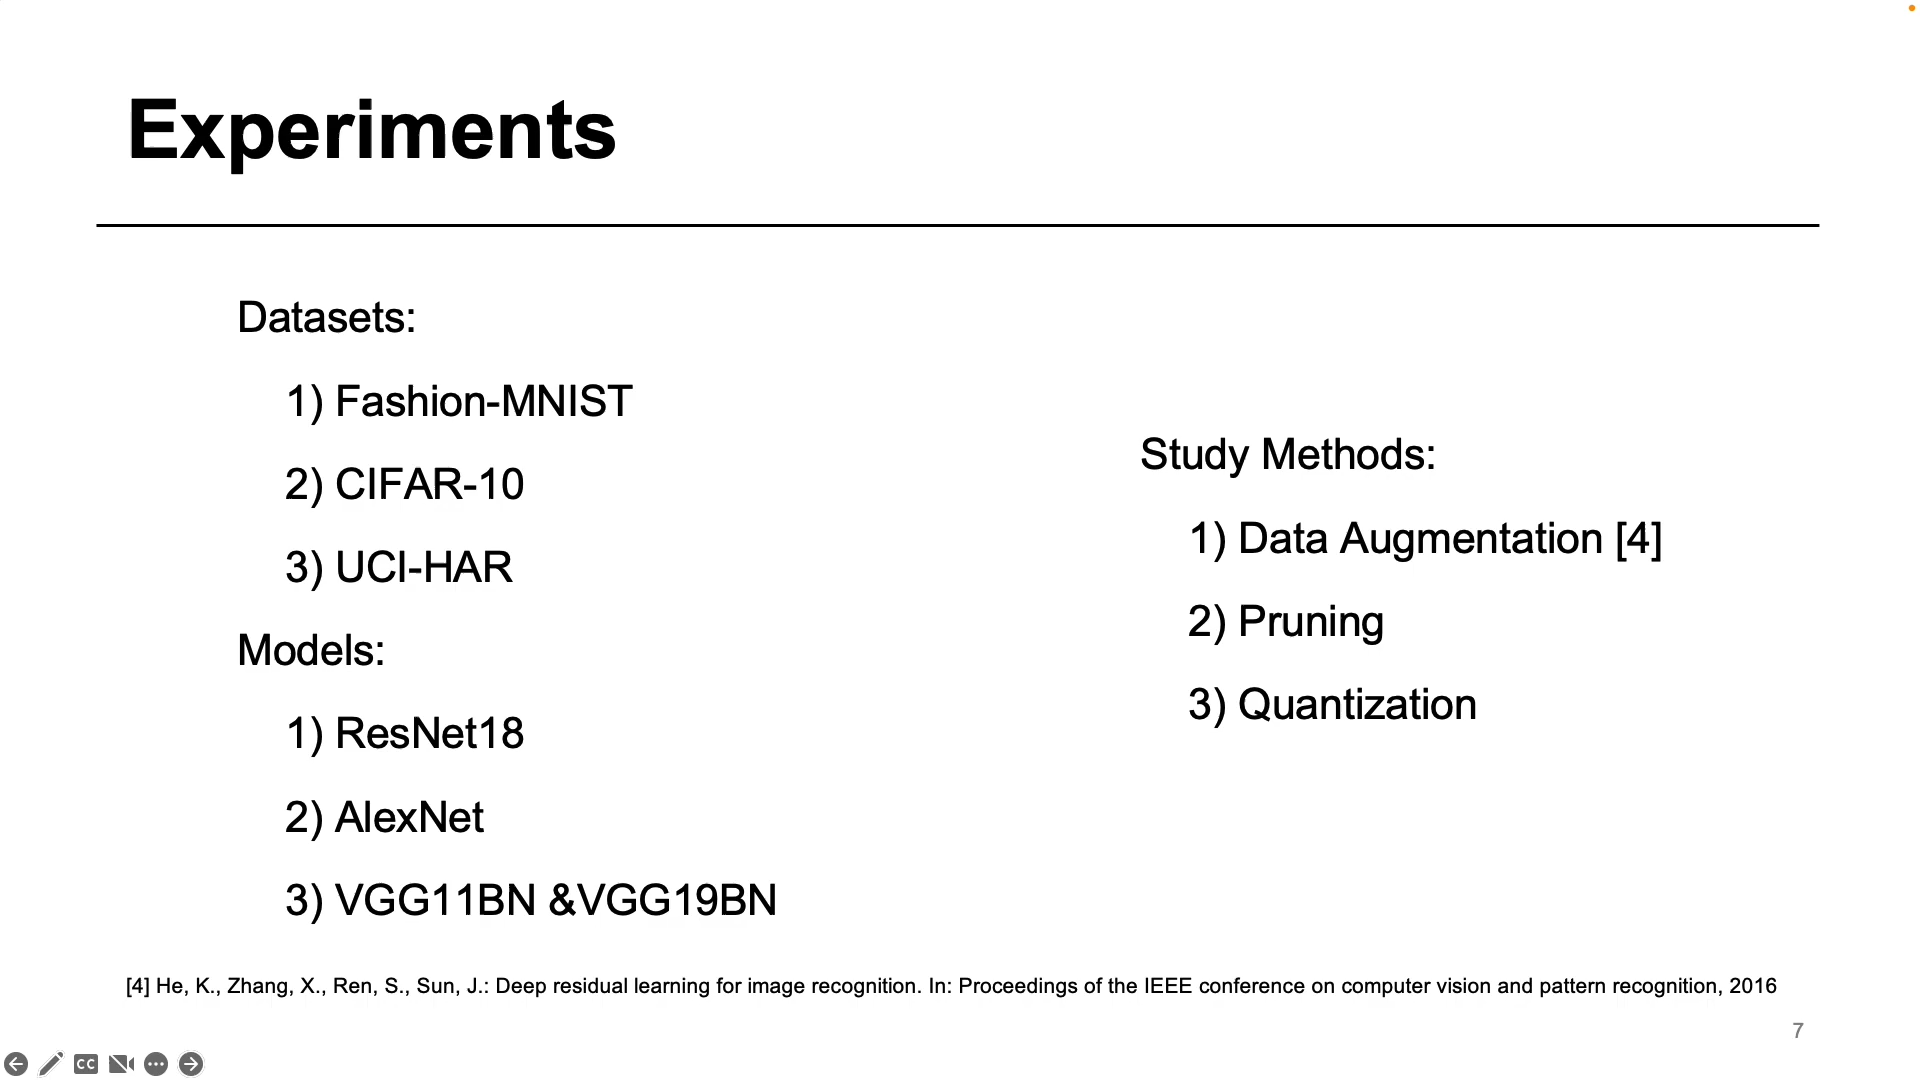 Experiments
Datasets:
1) Fashion-MNIST
2) CIFAR-10
3) UCI-HAR
Models:
1) ResNet18
2) AlexNet
3) VGG11BN &VGG19BN
Study Methods:
1) Data Augmentation [4]
2) Pruning
3) Quantization
[4] He, K., Zhang, X., Ren, S., Sun, J.: Deep residual learning for image recognition. In: Proceedings of the IEEE conference on computer vision and pattern recognition, 2016
7
CC